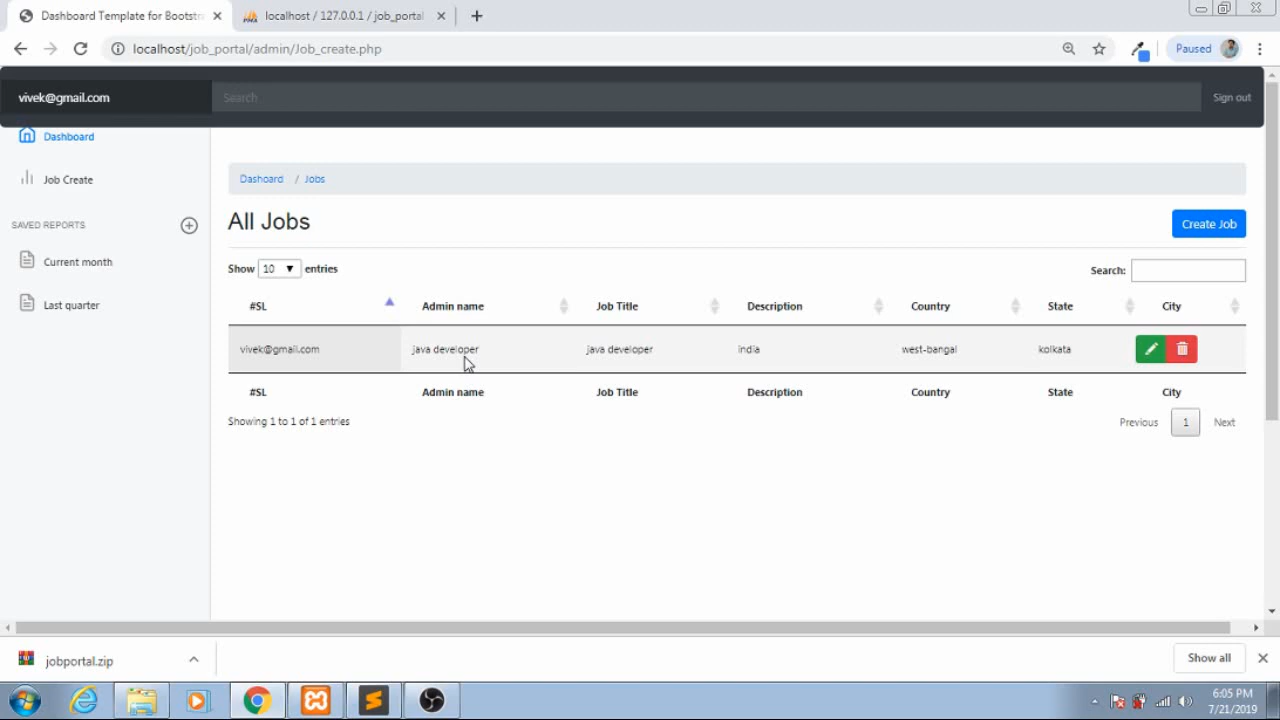 Dashboard Template for Bootstr
localhost / 127.0.0.1 / job_portal
localhost/job_portal/admin/Job_create.php
Paused
vivek@gmail.com
Search
Sign out
Dashboard
Job Create
SAVED REPORTS
Current month
Last quarter
Dashoard / Jobs
All Jobs
Create Job
Show 10 entries
Search:
#SL Admin name Job Title Description Country State City
vivek@gmail.com java developer java developer india west-bangal kolkata
#SL Admin name Job Title Description Country State City
Showing 1 to 1 of 1 entries
Previous 1 Next
jobportal.zip
Show all
6:05 PM
7/21/2019